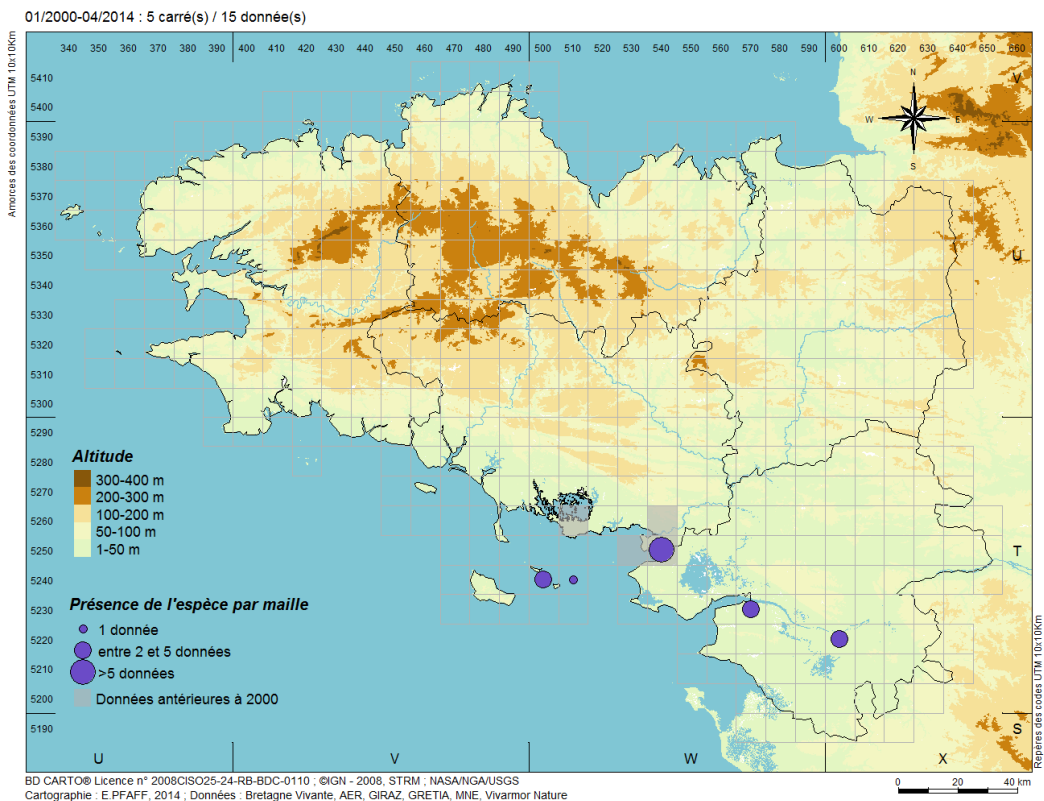 01/2000-04/2014 : 5 carré(s) / 15 donnée(s)
Amorces des coordonnées UTM 10x10Km
340 350 360 370 380 390 400 410 420 430 440 450 460 470 480 490 500 510 520 530 540 550 560 570 580 590 600 610 620 630 640 650 660
5410
5400
5390
5380
5370
5360
5350
5340
5330
5320
5310
5300
5290
5280
5270
5260
5250
5240
5230
5220
5210
5200
5190
N
W E
S
V
U
T
S
Altitude
300-400 m
200-300 m
100-200 m
50-100 m
1-50 m
Présence de l'espèce par maille
1 donnée
entre 2 et 5 données
>5 données
Données antérieures à 2000
U V W X
Repères des codes UTM 10x10Km
BD CARTO® Licence n° 2008CISO25-24-RB-BDC-0110 ; ©IGN - 2008, STRM ; NASA/NGA/USGS
Cartographie : E.PFAFF, 2014 ; Données : Bretagne Vivante, AER, GIRAZ, GRETIA, MNE, Vivarmor Nature
0 20 40 km